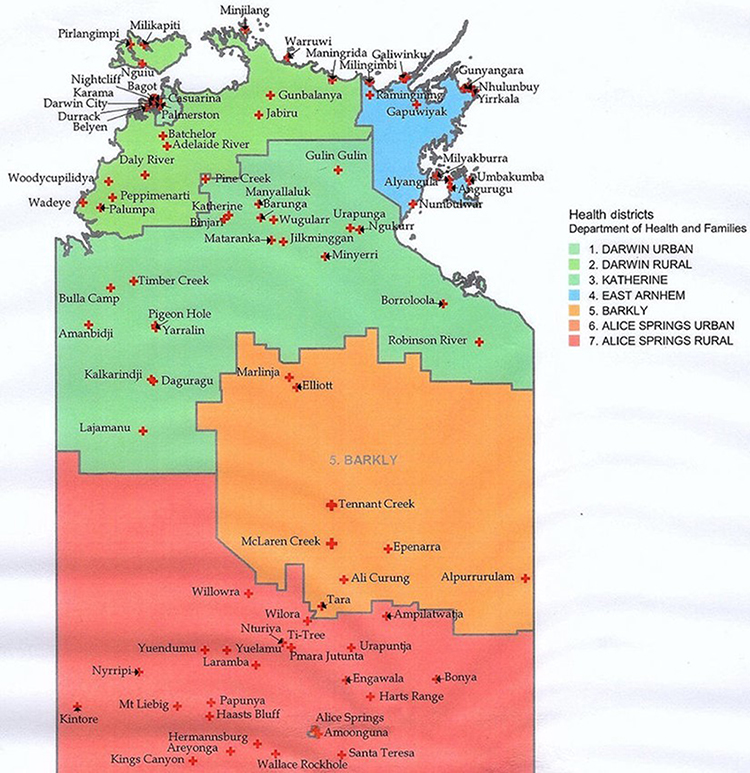 Minjilang
Pirlangimpi
Milikapiti
Warruwi
Maningrida
Galiwinku
Milingimbi
Nguiu
Nightcliff
Bagot
Karama
Casuarina
Darwin City
Durrack
Palmerston
Belyen
Gunbalanya
Ramingining
Gunyangara
Nhulunbuy
Yirrkala
Gapuwiyak
Jabiru
Batchelor
Adelaide River
Daly River
Gulin Gulin
Milyakburra
Woodycupilidya
Pine Creek
Alyangula
Umbakumba
Angurugu
Peppimenarti
Manyallaluk
Wadeye
Palumpa
Katherine
Barunga
Numbulwar
Binjari
Wugularr
Urapunga
Ngukurr
Mataranka
Jilkminggan
Minyerri
Health districts
Department of Health and Families
1. DARWIN URBAN
2. DARWIN RURAL
3. KATHERINE
4. EAST ARNHEM
5. BARKLY
6. ALICE SPRINGS URBAN
7. ALICE SPRINGS RURAL
Timber Creek
Bulla Camp
Borroloola
Pigeon Hole
Amanbidji
Yarralin
Robinson River
Kalkarindji
Daguragu
Marlinja
Elliott
Lajamanu
5. BARKLY
Tennant Creek
McLaren Creek
Epenarra
Ali Curung
Alpurrurulam
Willowra
Tara
Wilora
Ampilatwatja
Nturiya
Ti-Tree
Yuendumu
Yuelamu
Pmara Jutunta
Urapuntja
Laramba
Nyrripi
Engawala
Bonya
Harts Range
Kintore
Mt Liebig
Papunya
Haasts Bluff
Alice Springs
Amoonguna
Hermannsburg
Areyonga
Kings Canyon
Wallace Rockhole
Santa Teresa